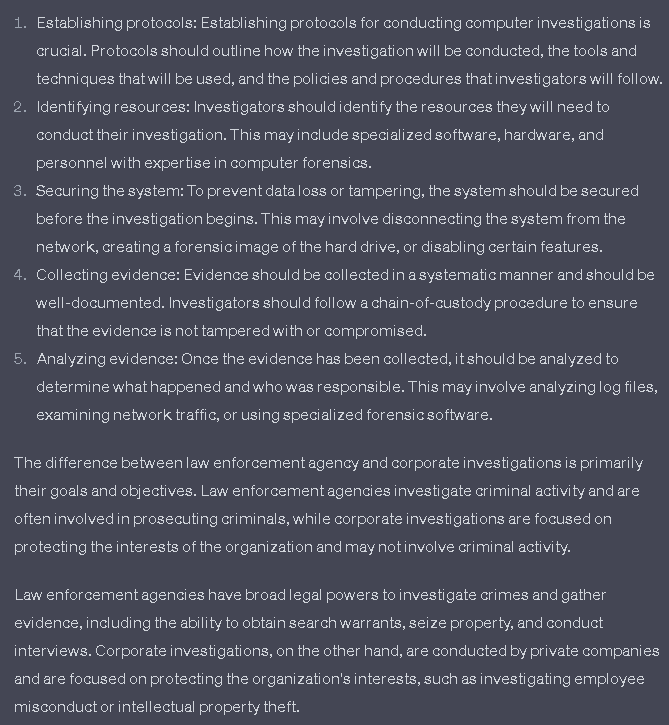 1. Establishing protocols: Establishing protocols for conducting computer investigations is
crucial. Protocols should outline how the investigation will be conducted, the tools and
techniques that will be used, and the policies and procedures that investigators will follow.
2. Identifying resources: Investigators should identify the resources they will need to
conduct their investigation. This may include specialized software, hardware, and
personnel with expertise in computer forensics.
3. Securing the system: To prevent data loss or tampering, the system should be secured
before the investigation begins. This may involve disconnecting the system from the
network, creating a forensic image of the hard drive, or disabling certain features.
4. Collecting evidence: Evidence should be collected in a systematic manner and should be
well-documented. Investigators should follow a chain-of-custody procedure to ensure
that the evidence is not tampered with or compromised.
5. Analyzing evidence: Once the evidence has been collected, it should be analyzed to
determine what happened and who was responsible. This may involve analyzing log files,
examining network traffic, or using specialized forensic software.
The difference between law enforcement agency and corporate investigations is primarily
their goals and objectives. Law enforcement agencies investigate criminal activity and are
often involved in prosecuting criminals, while corporate investigations are focused on
protecting the interests of the organization and may not involve criminal activity.
Law enforcement agencies have broad legal powers to investigate crimes and gather
evidence, including the ability to obtain search warrants, seize property, and conduct
interviews. Corporate investigations, on the other hand, are conducted by private companies
and are focused on protecting the organization's interests, such as investigating employee
misconduct or intellectual property theft.